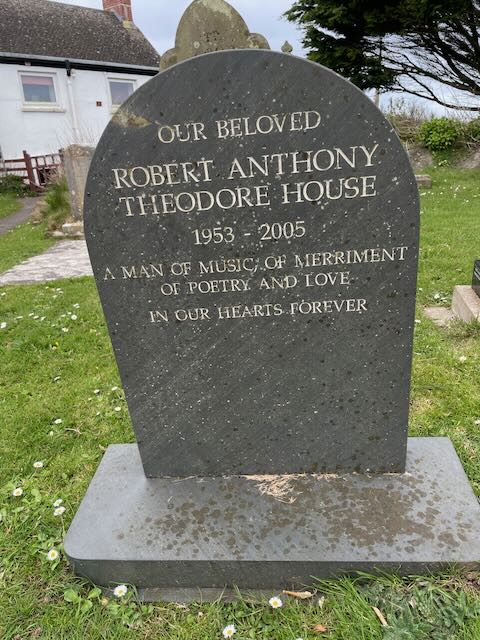 OUR BELOVED
ROBERT ANTHONY
THEODORE HOUSE
1953 - 2005
A MAN OF MUSIC, OF MERRIMENT
OF POETRY AND LOVE
IN OUR HEARTS FOREVER